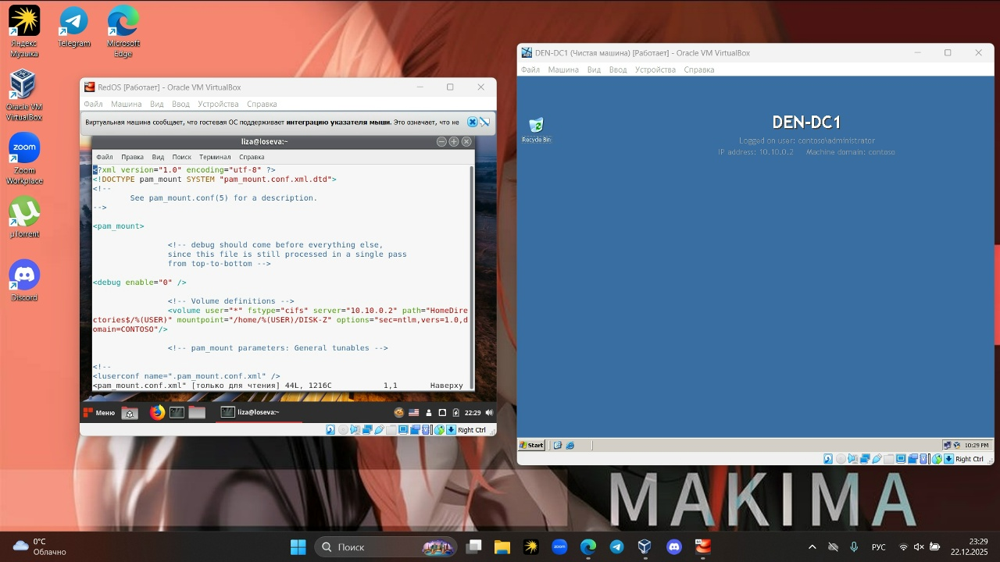 Яндекс Музыка
Telegram
Microsoft Edge
Oracle VM VirtualBox
Zoom Workplace
µTorrent
Discord
RedOS [Работает] - Oracle VM VirtualBox
Файл Машина Вид Ввод Устройства Справка
Виртуальная машина сообщает, что гостевая ОС поддерживает интеграцию указателя мыши. Это означает, что не
liza@loseva:~
Файл Правка Вид Поиск Терминал Справка
<?xml version="1.0" encoding="utf-8" ?>
<!DOCTYPE pam_mount SYSTEM "pam_mount.conf.xml.dtd">
<!--
See pam_mount.conf(5) for a description.
-->
<pam_mount>
<!-- debug should come before everything else,
since this file is still processed in a single pass
from top-to-bottom -->
<debug enable="0" />
<!-- Volume definitions -->
<volume user="*" fstype="cifs" server="10.10.0.2" path="HomeDire
ctories$/%(USER)" mountpoint="/home/%(USER)/DISK-Z" options="sec=ntlm,vers=1.0,d
omain=CONTOSO"/>
<!-- pam_mount parameters: General tunables -->
<!--
<luserconf name=".pam_mount.conf.xml" />
<pam_mount.conf.xml" [только для чтения] 44L, 1216C 1,1 Наверху
Меню liza@loseva:~ 22:29
Right Ctrl
DEN-DC1 (Чистая машина) [Работает] - Oracle VM VirtualBox
Файл Машина Вид Ввод Устройства Справка
Recycle Bin
DEN-DC1
Logged on user: contoso\administrator
IP address: 10.10.0.2 Machine domain: contoso
Start 10:29 PM
Right Ctrl
MAKIMA
0°C
Облачно
Поиск
zoom
РУС
23:29
22.12.2025